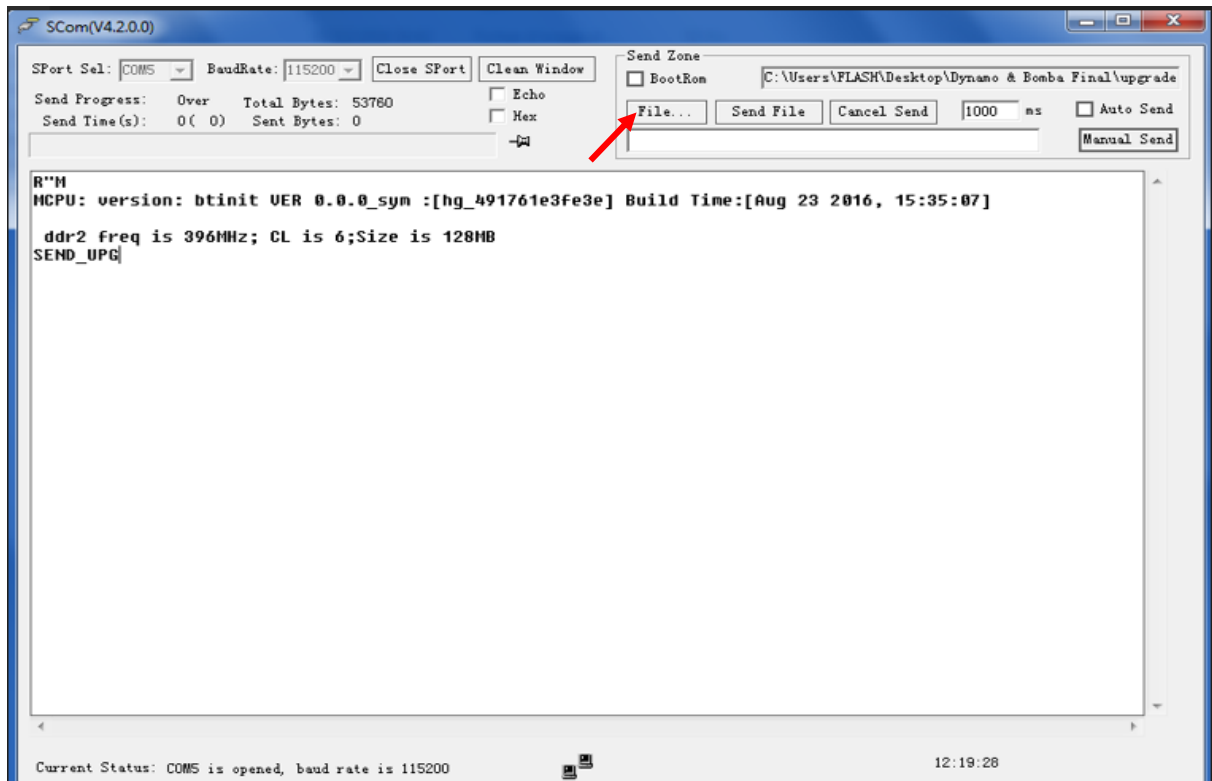 SCom(V4.2.0.0)
SPort Sel: COM5 BaudRate: 115200 Close SPort Clean Window
Send Progress: Over Total Bytes: 53760 Echo
Send Time(s): 0( 0) Sent Bytes: 0 Hex
Send Zone
BootRom C:\Users\FLASH\Desktop\Dynamo & Bomba Final\upgrade
File... Send File Cancel Send 1000 ms Auto Send
Manual Send
R"M
MCPU: version: btinit VER 0.0.0_sym :[hg_491761e3fe3e] Build Time:[Aug 23 2016, 15:35:07]
ddr2 freq is 396MHz; CL is 6;Size is 128MB
SEND_UPG
Current Status: COM5 is opened, baud rate is 115200 12:19:28